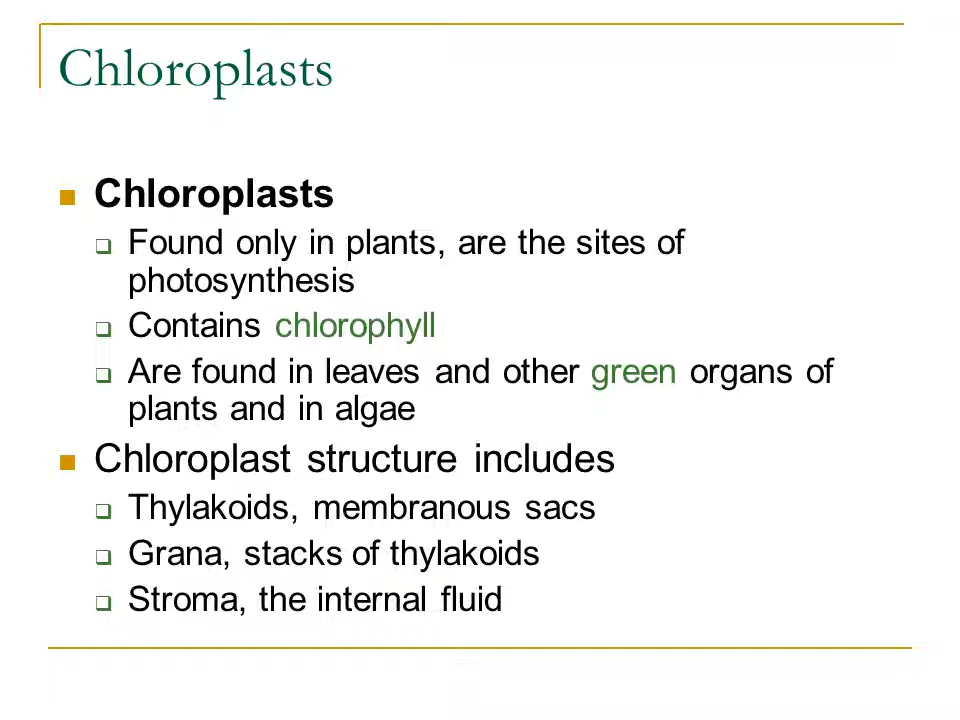 Chloroplasts
Chloroplasts
Found only in plants, are the sites of
photosynthesis
Contains chlorophyll
Are found in leaves and other green organs of
plants and in algae
Chloroplast structure includes
Thylakoids, membranous sacs
Grana, stacks of thylakoids
Stroma, the internal fluid